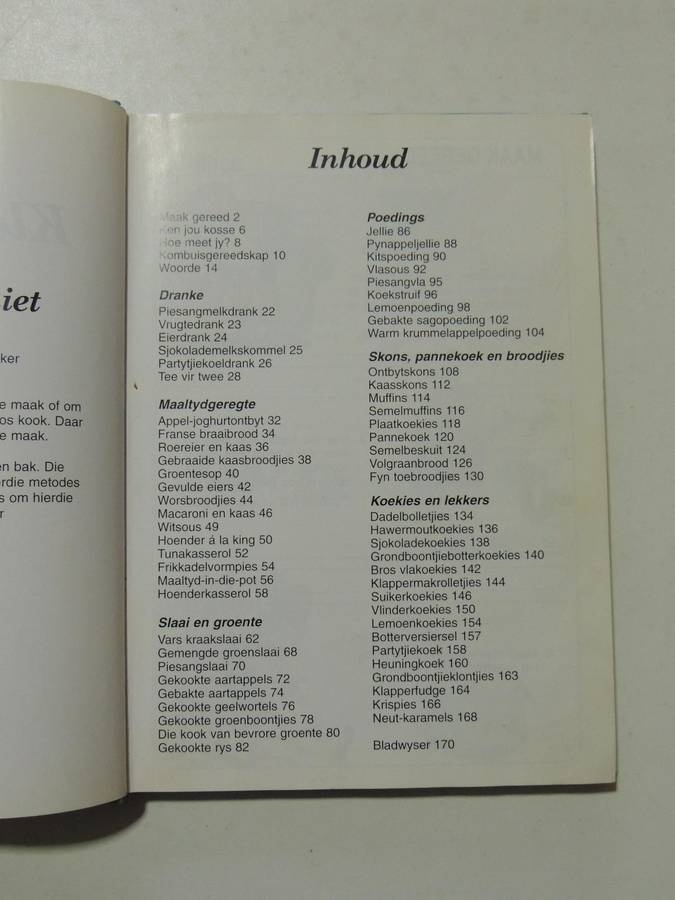 iet
ker
e maak of om
os kook. Daar
e maak.
en bak. Die
rdie metodes
s om hierdie
r
Inhoud
Maak gereed 2
Ken jou kosse 6
Hoe meet jy? 8
Kombuisgereedskap 10
Woorde 14
Dranke
Piesangmelkdrank 22
Vrugtedrank 23
Eierdrank 24
Sjokolademelkskommel 25
Partytjiekoeldrank 26
Tee vir twee 28
Maaltydgeregte
Appel-joghurtontbyt 32
Franse braaibrood 34
Roereier en kaas 36
Gebraaide kaasbroodjies 38
Groentesop 40
Gevulde eiers 42
Worsbroodjies 44
Macaroni en kaas 46
Witsous 49
Hoender á la king 50
Tunakasserol 52
Frikkadelvormpies 54
Maaltyd-in-die-pot 56
Hoenderkasserol 58
Slaai en groente
Vars kraakslaai 62
Gemengde groenslaai 68
Piesangslaai 70
Gekookte aartappels 72
Gebakte aartappels 74
Gekookte geelwortels 76
Gekookte groenboontjies 78
Die kook van bevrore groente 80
Gekookte rys 82
Poedings
Jellie 86
Pynappeljellie 88
Kitspoeding 90
Vlasous 92
Piesangvla 95
Koekstruif 96
Lemoenpoeding 98
Gebakte sagopoeding 102
Warm krummelappelpoeding 104
Skons, pannekoek en broodjies
Ontbytskons 108
Kaasskons 112
Muffins 114
Semelmuffins 116
Plaatkoekies 118
Pannekoek 120
Semelbeskuit 124
Volgraanbrood 126
Fyn toebroodjies 130
Koekies en lekkers
Dadelbolletjies 134
Hawermoutkoekies 136
Sjokoladekoekies 138
Grondboontjiebotterkoekies 140
Bros vlakoekies 142
Klappermakrolletjies 144
Suikerkoekies 146
Vlinderkoekies 150
Lemoenkoekies 154
Botterversiersel 157
Partytjiekoek 158
Heuningkoek 160
Grondboontjieklontjies 163
Klapperfudge 164
Krispies 166
Neut-karamels 168
Bladwyser 170